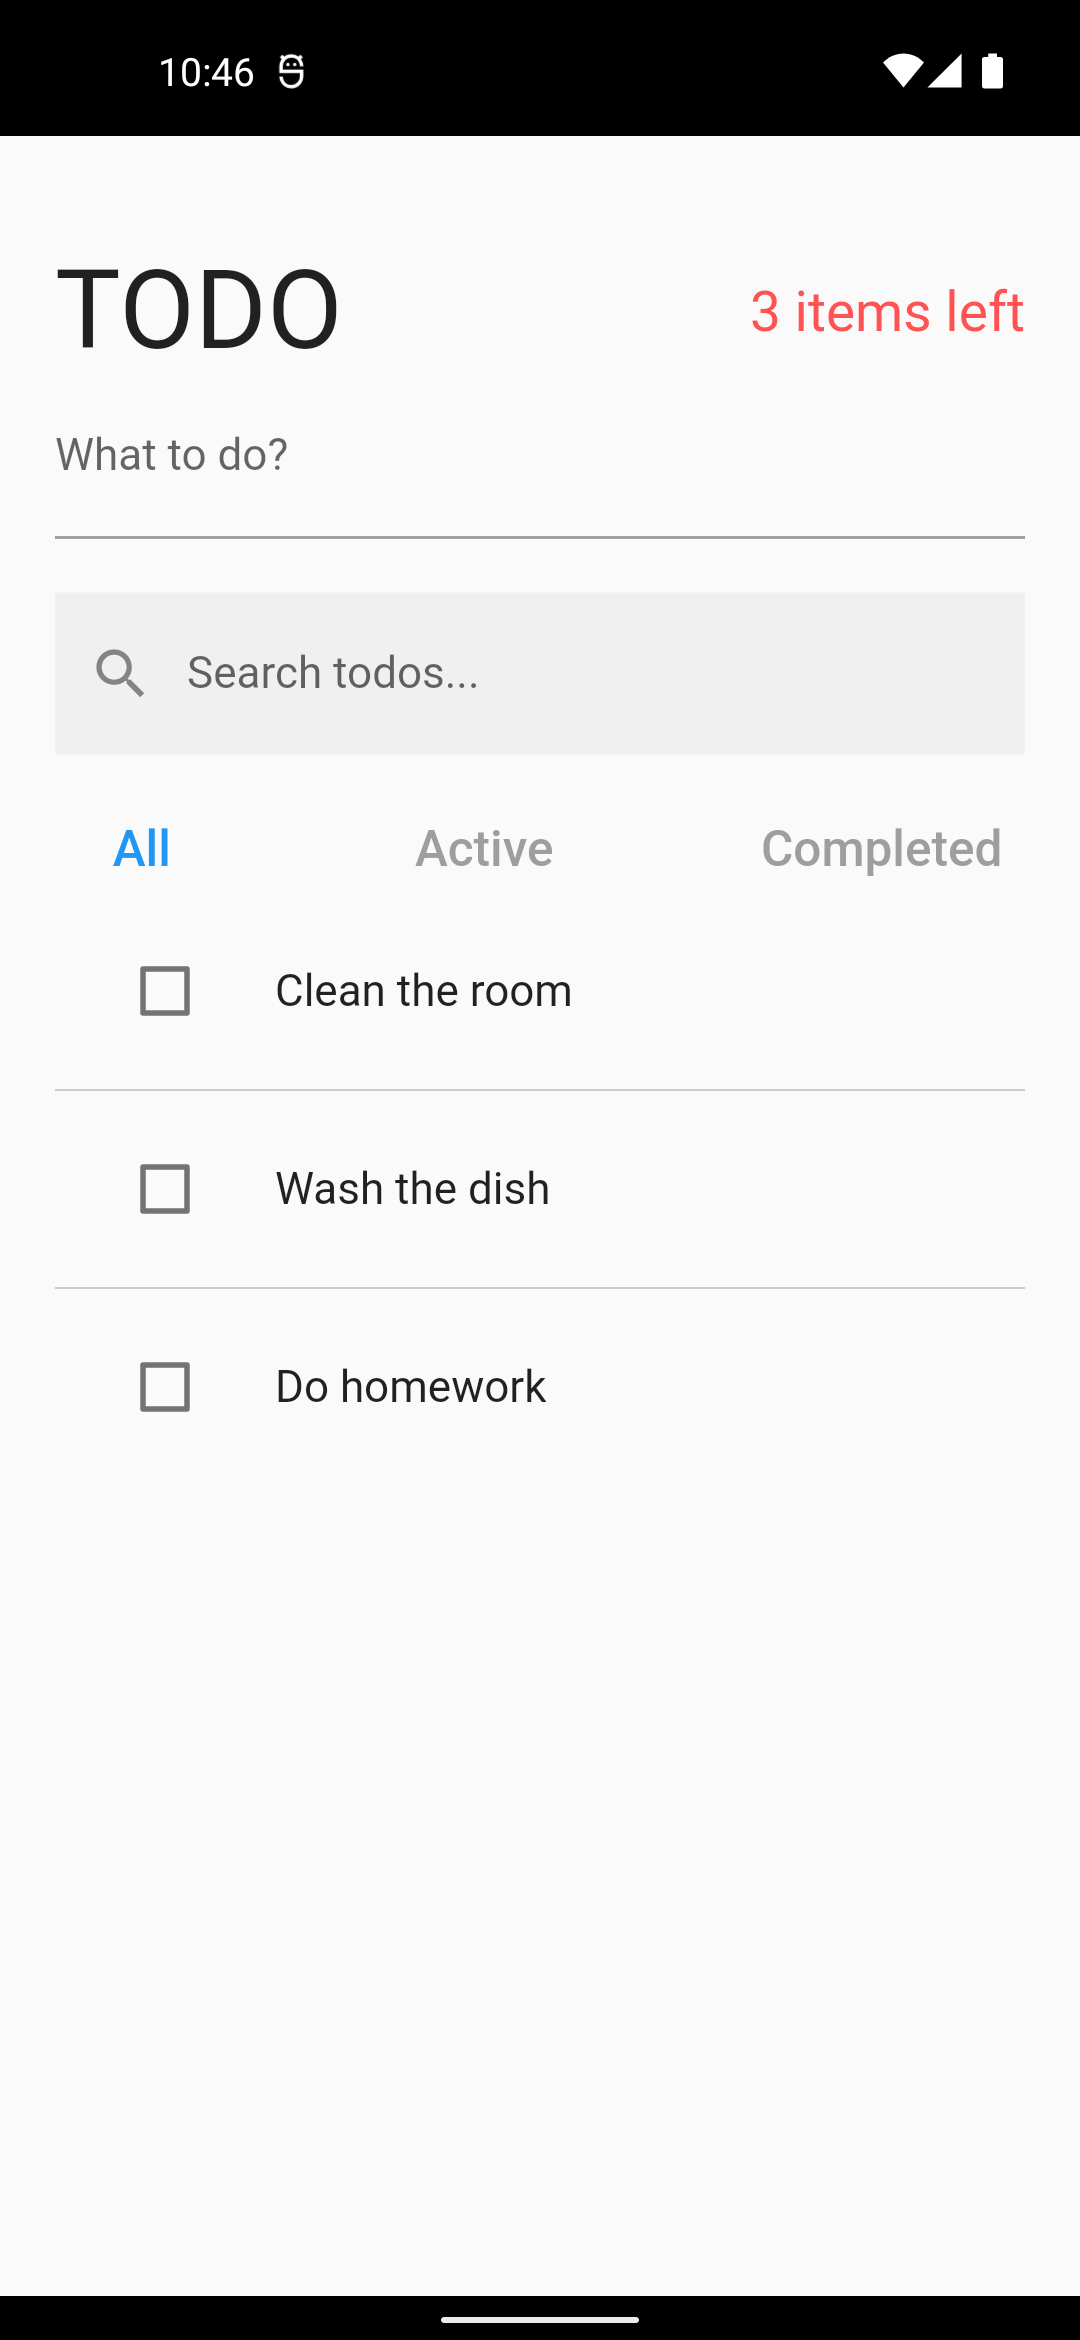 10:46
TODO
3 items left
What to do?
Search todos...
All Active Completed
Clean the room
Wash the dish
Do homework